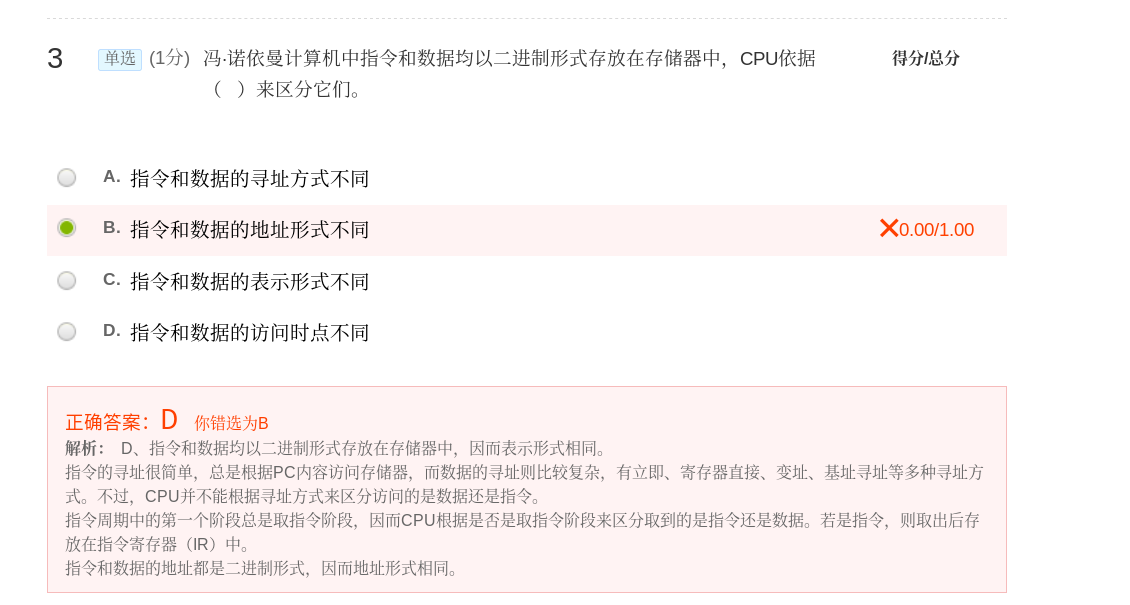 3 单选 (1分) 冯·诺依曼计算机中指令和数据均以二进制形式存放在存储器中，CPU依据 得分/总分
（ ）来区分它们。
A. 指令和数据的寻址方式不同
B. 指令和数据的地址形式不同 0.00/1.00
C. 指令和数据的表示形式不同
D. 指令和数据的访问时点不同
正确答案：D 你错选为B
解析： D、指令和数据均以二进制形式存放在存储器中，因而表示形式相同。
指令的寻址很简单，总是根据PC内容访问存储器，而数据的寻址则比较复杂，有立即、寄存器直接、变址、基址寻址等多种寻址方
式。不过，CPU并不能根据寻址方式来区分访问的是数据还是指令。
指令周期中的第一个阶段总是取指令阶段，因而CPU根据是否是取指令阶段来区分取到的是指令还是数据。若是指令，则取出后存
放在指令寄存器（IR）中。
指令和数据的地址都是二进制形式，因而地址形式相同。